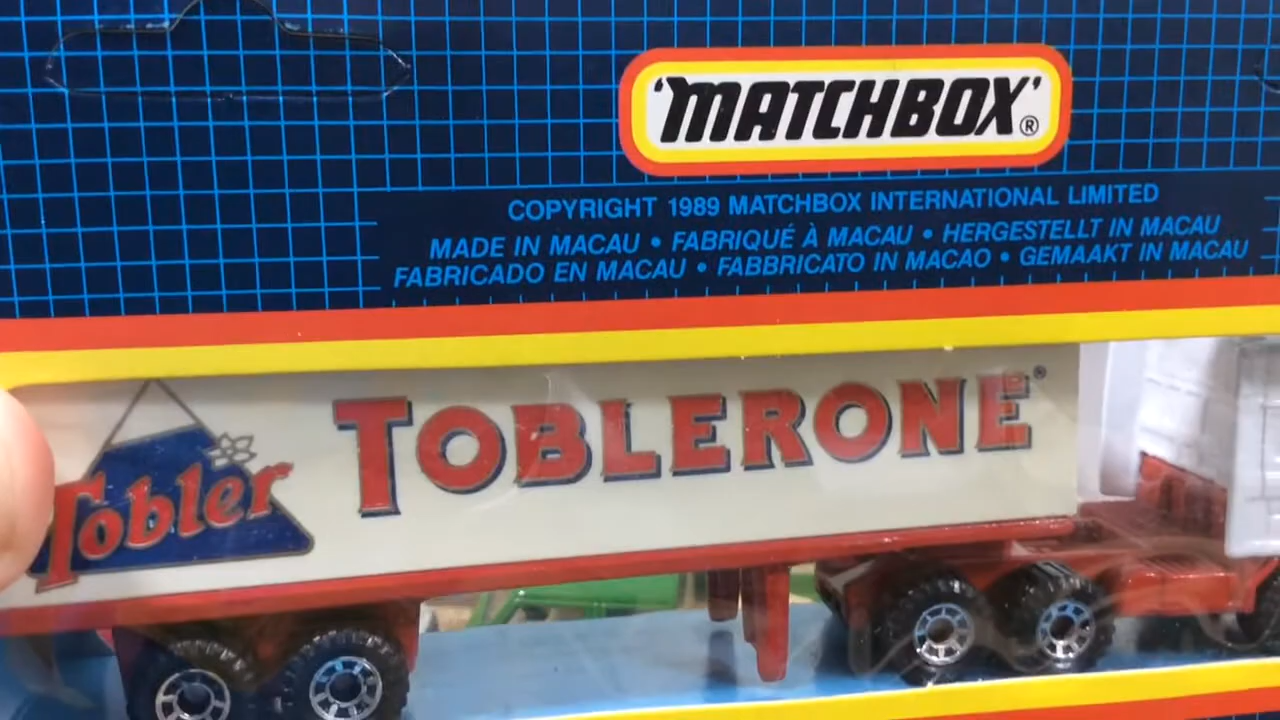 'MATCHBOX'®
COPYRIGHT 1989 MATCHBOX INTERNATIONAL LIMITED
MADE IN MACAU • FABRIQUÉ À MACAU • HERGESTELLT IN MACAU
FABRICADO EN MACAU • FABBRICATO IN MACAO • GEMAAKT IN MACAU
TOBLERONE®
Tobler